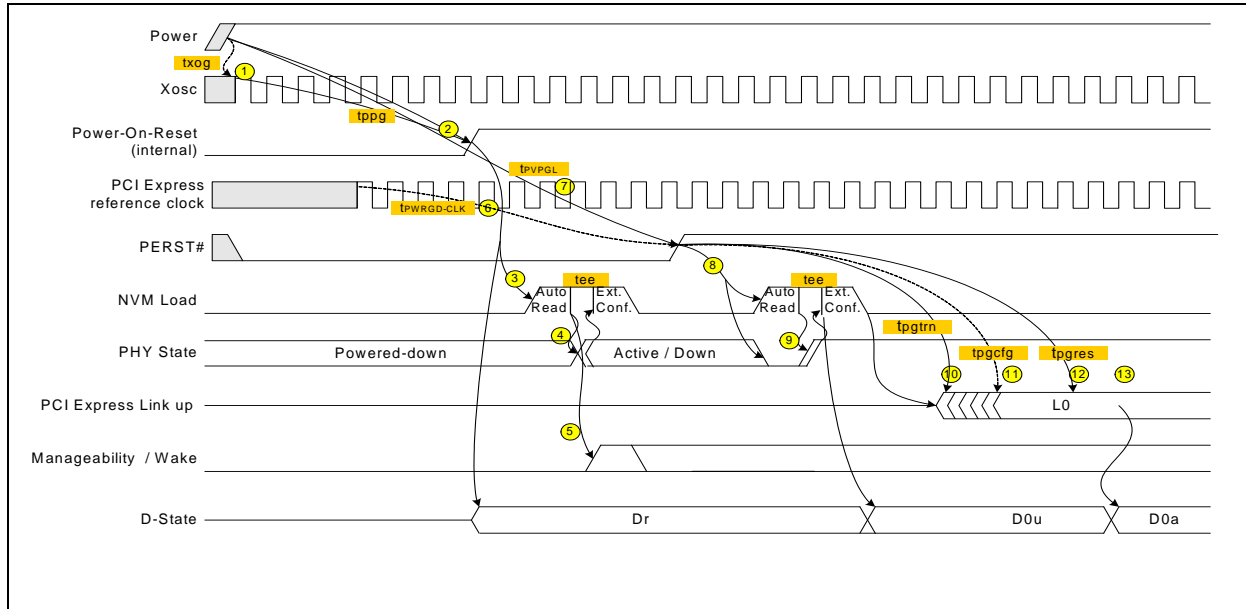 Power
txog
1
Xosc
tppg
2
Power-On-Reset
(internal)
tPVPGL
7
PCI Express
reference clock
tPWRGD-CLK
6
PERST#
3
tee
8
tee
NVM Load
Auto
Read
Ext.
Conf.
Auto
Read
Ext.
Conf.
tpgtrn
4
9
PHY State
Powered-down
Active / Down
tpgcfg
tpgres
10
11
12
13
PCI Express Link up
L0
5
Manageability / Wake
D-State
Dr
D0u
D0a